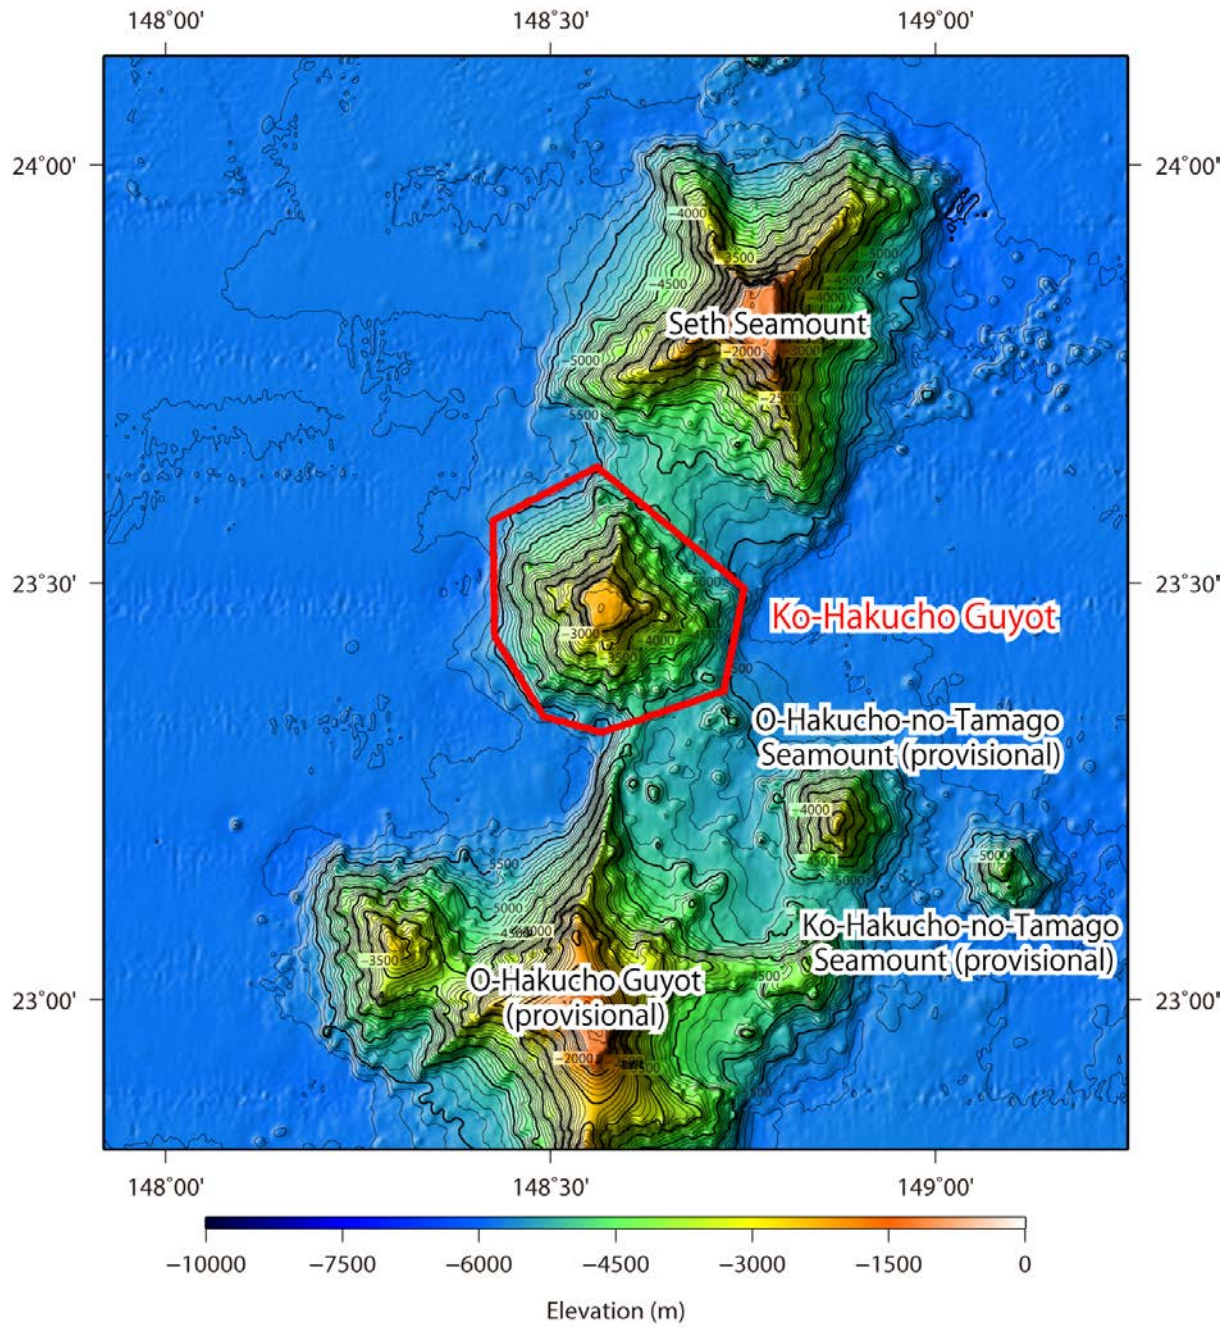 148°00' 148°30' 149°00'
24°00' 24°00"
−4000
−3500
−5000
−4500
−4500
−4000
Seth Seamount
−2000 −3000
−5000
−2500
−5500
23°30' 23°30"
−5000
Ko-Hakucho Guyot
−3000 −4000 −4500
−3500
O-Hakucho-no-Tamago
Seamount (provisional)
−4000
−4500
−5000
−5000
5500
5000
Ko-Hakucho-no-Tamago
Seamount (provisional)
−3500
−4500
O-Hakucho Guyot
(provisional)
23°00' 23°00"
−2000
148°00' 148°30' 149°00'
−10000 −7500 −6000 −4500 −3000 −1500 0
Elevation (m)